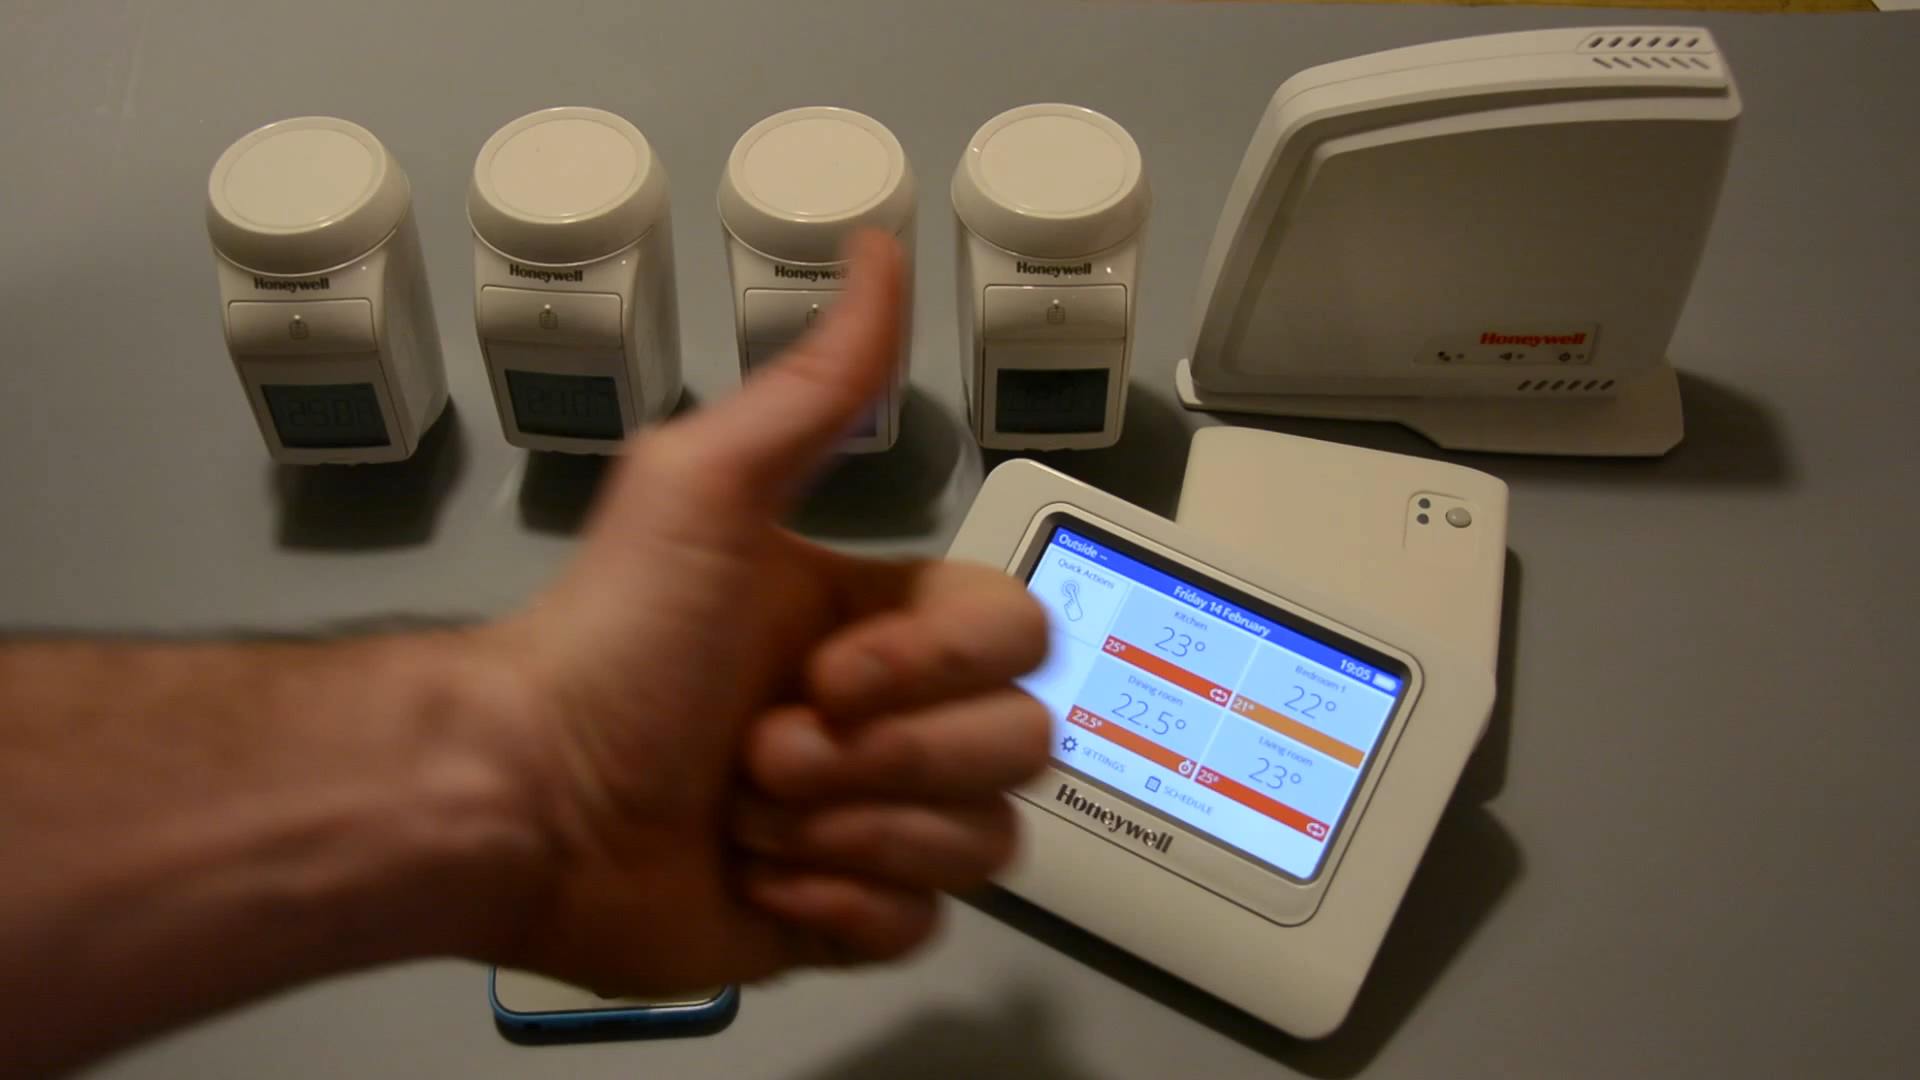 Honeywell
Honeywell
Honeywell
Honeywell
Honeywell
Outside --
Friday 14 February
19:05
Quick Actions
Kitchen
23°
25°
Bedroom 1
22°
21°
Dining room
22.5°
22.5°
Living room
23°
25°
SETTINGS
SCHEDULE
Honeywell